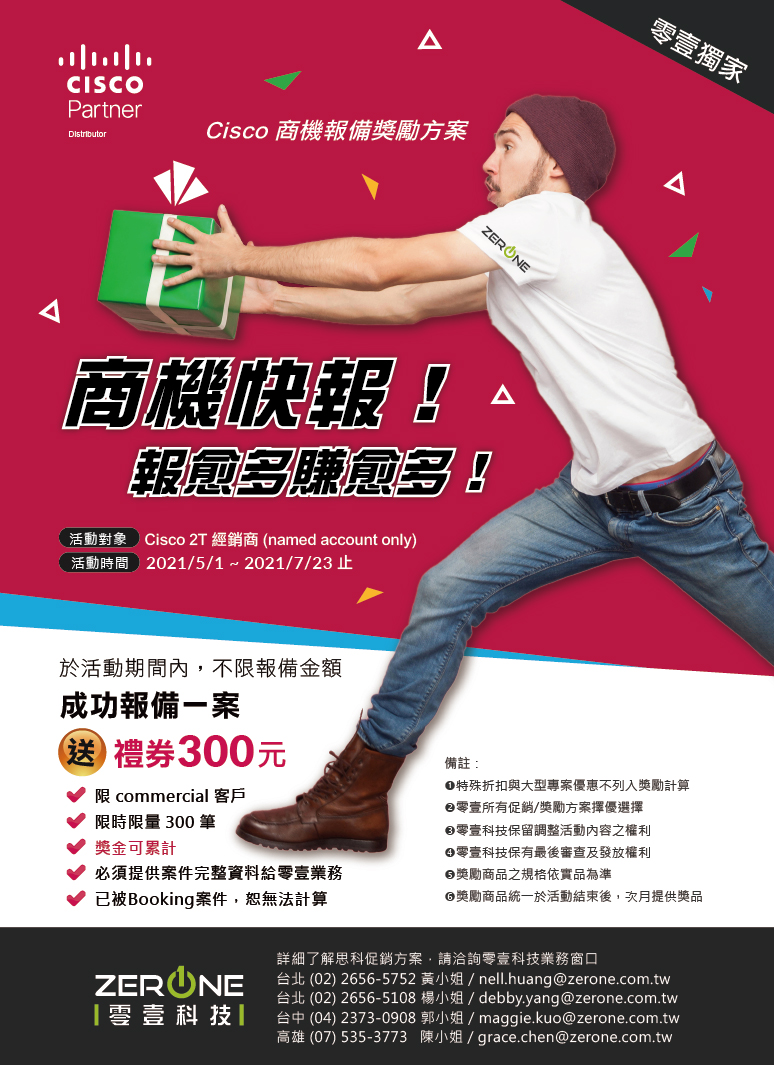 零壹獨家
CISCO
Partner
Distributor
Cisco 商機報備獎勵方案
ZERONE
商機快報！
報愈多賺愈多！
活動對象 Cisco 2T 經銷商 (named account only)
活動時間 2021/5/1 ~ 2021/7/23 止
於活動期間內，不限報備金額
成功報備一案
送 禮券300元
限 commercial 客戶
限時限量 300 筆
獎金可累計
必須提供案件完整資料給零壹業務
已被Booking案件，恕無法計算
備註：
❶特殊折扣與大型專案優惠不列入獎勵計算
❷零壹所有促銷/獎勵方案擇優選擇
❸零壹科技保留調整活動內容之權利
❹零壹科技保有最後審查及發放權利
❺獎勵商品之規格依實品為準
❻獎勵商品統一於活動結束後，次月提供獎品
ZERONE
零壹科技
詳細了解思科促銷方案，請洽詢零壹科技業務窗口
台北 (02) 2656-5752 黃小姐 / nell.huang@zerone.com.tw
台北 (02) 2656-5108 楊小姐 / debby.yang@zerone.com.tw
台中 (04) 2373-0908 郭小姐 / maggie.kuo@zerone.com.tw
高雄 (07) 535-3773 陳小姐 / grace.chen@zerone.com.tw